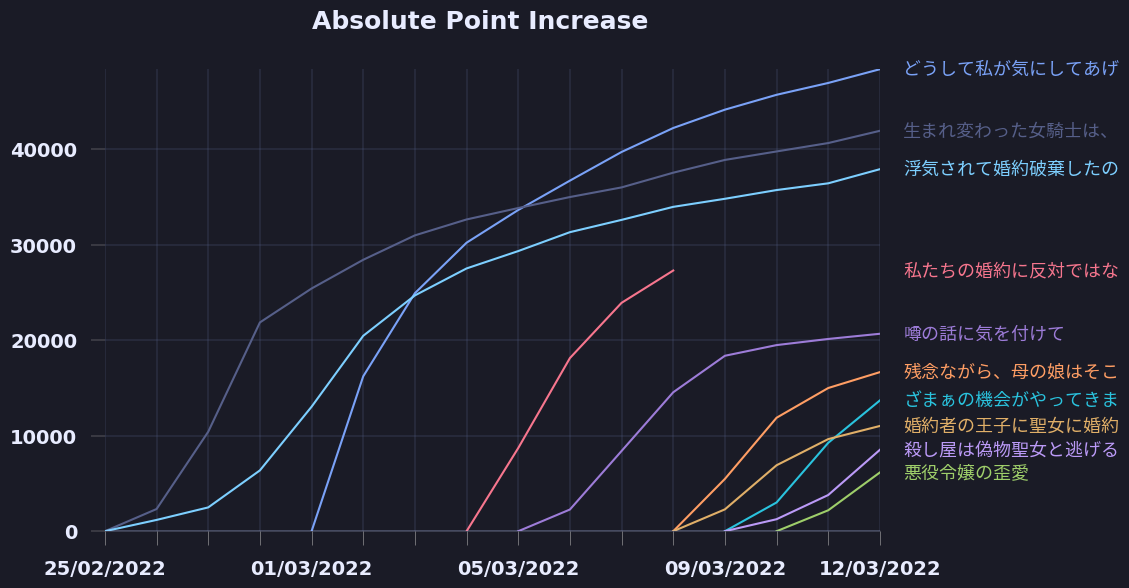 Absolute Point Increase
どうして私が気にしてあげ
生まれ変わった女騎士は、
浮気されて婚約破棄したの
私たちの婚約に反対ではな
噂の話に気を付けて
残念ながら、母の娘はそこ
ざまぁの機会がやってきま
婚約者の王子に聖女に婚約
殺し屋は偽物聖女と逃げる
悪役令嬢の歪愛
40000
30000
20000
10000
0
25/02/2022
01/03/2022
05/03/2022
09/03/2022
12/03/2022